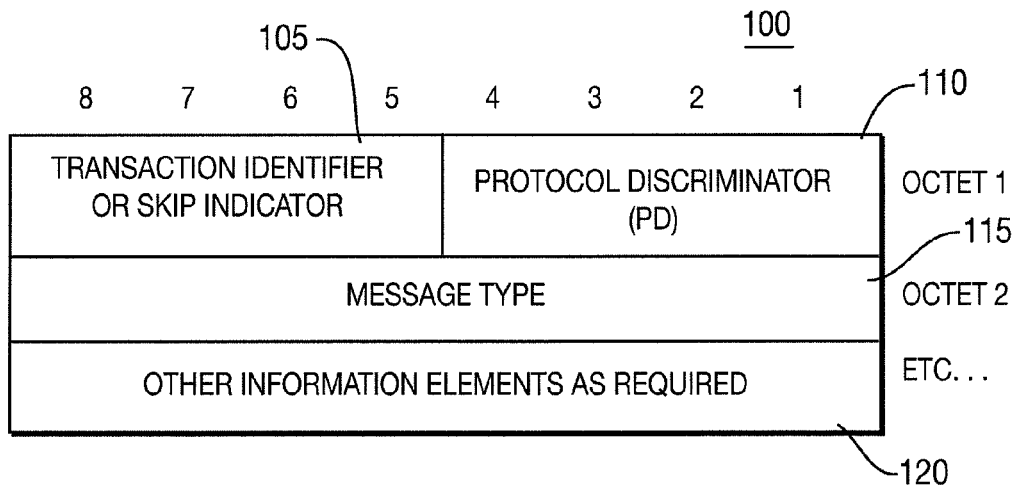 105
100
8 7 6 5 4 3 2 1
110
TRANSACTION IDENTIFIER
OR SKIP INDICATOR
PROTOCOL DISCRIMINATOR
(PD)
OCTET 1
115
MESSAGE TYPE
OCTET 2
OTHER INFORMATION ELEMENTS AS REQUIRED
ETC...
120